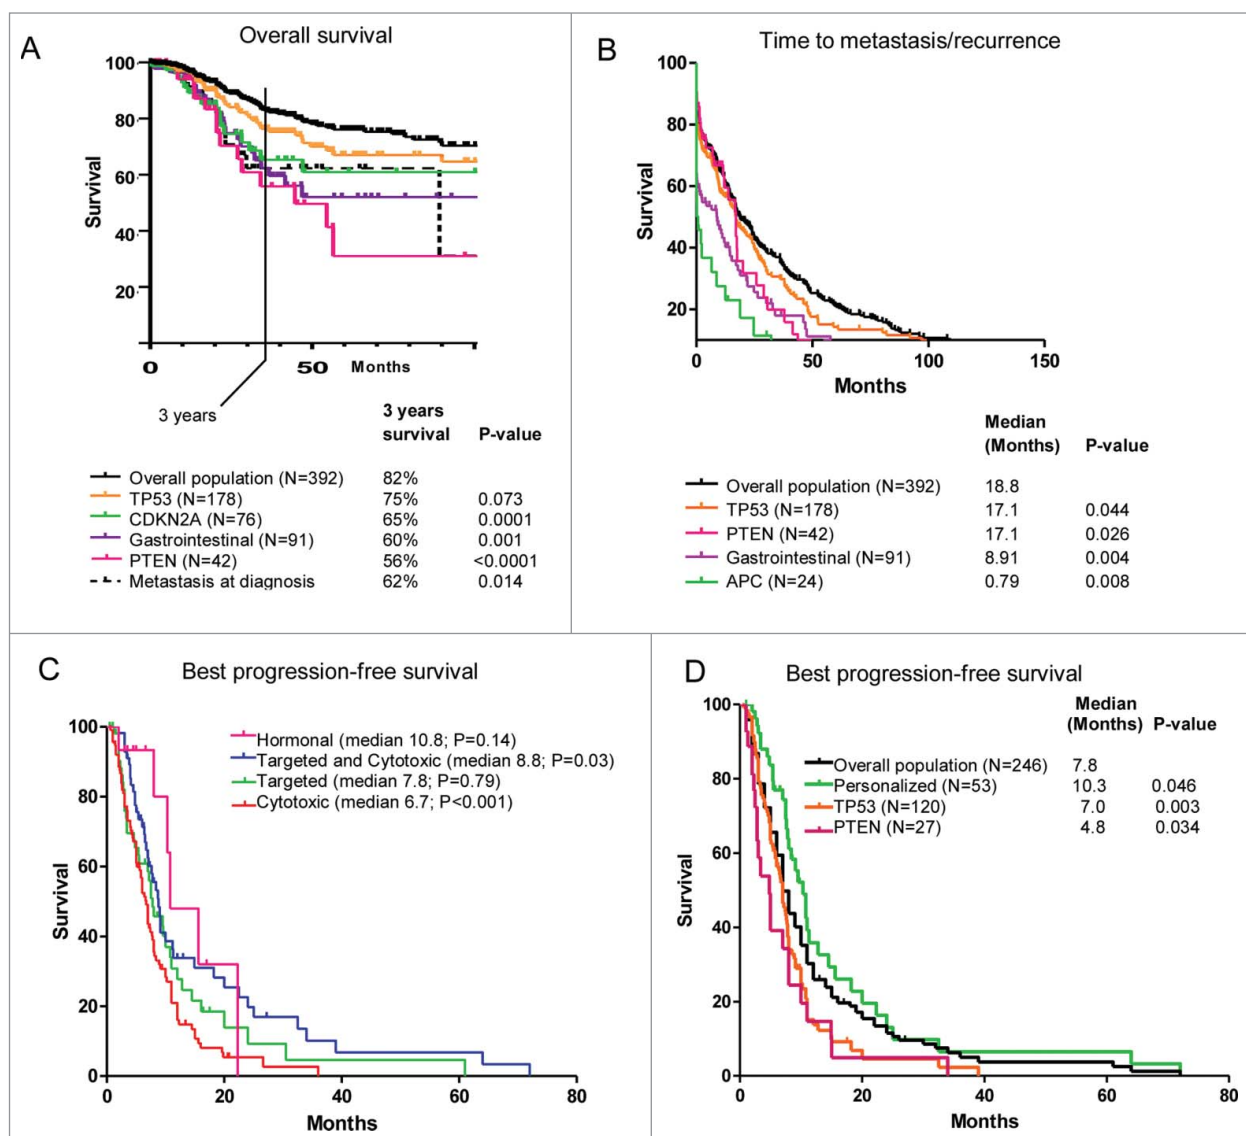 A
Overall survival
100
80
60
40
20
Survival
0
50
Months
3 years
3 years survival P-value
Overall population (N=392) 82%
TP53 (N=178) 75% 0.073
CDKN2A (N=76) 65% 0.0001
Gastrointestinal (N=91) 60% 0.001
PTEN (N=42) 56% <0.0001
Metastasis at diagnosis 62% 0.014
B
Time to metastasis/recurrence
100
80
60
40
20
Survival
0 50 100 150
Months
Median (Months) P-value
Overall population (N=392) 18.8
TP53 (N=178) 17.1 0.044
PTEN (N=42) 17.1 0.026
Gastrointestinal (N=91) 8.91 0.004
APC (N=24) 0.79 0.008
C
Best progression-free survival
Hormonal (median 10.8; P=0.14)
Targeted and Cytotoxic (median 8.8; P=0.03)
Targeted (median 7.8; P=0.79)
Cytotoxic (median 6.7; P<0.001)
100
80
60
40
20
0
Survival
0 20 40 60 80
Months
D
Best progression-free survival
Median (Months) P-value
Overall population (N=246) 7.8
Personalized (N=53) 10.3 0.046
TP53 (N=120) 7.0 0.003
PTEN (N=27) 4.8 0.034
100
80
60
40
20
0
Survival
0 20 40 60 80
Months